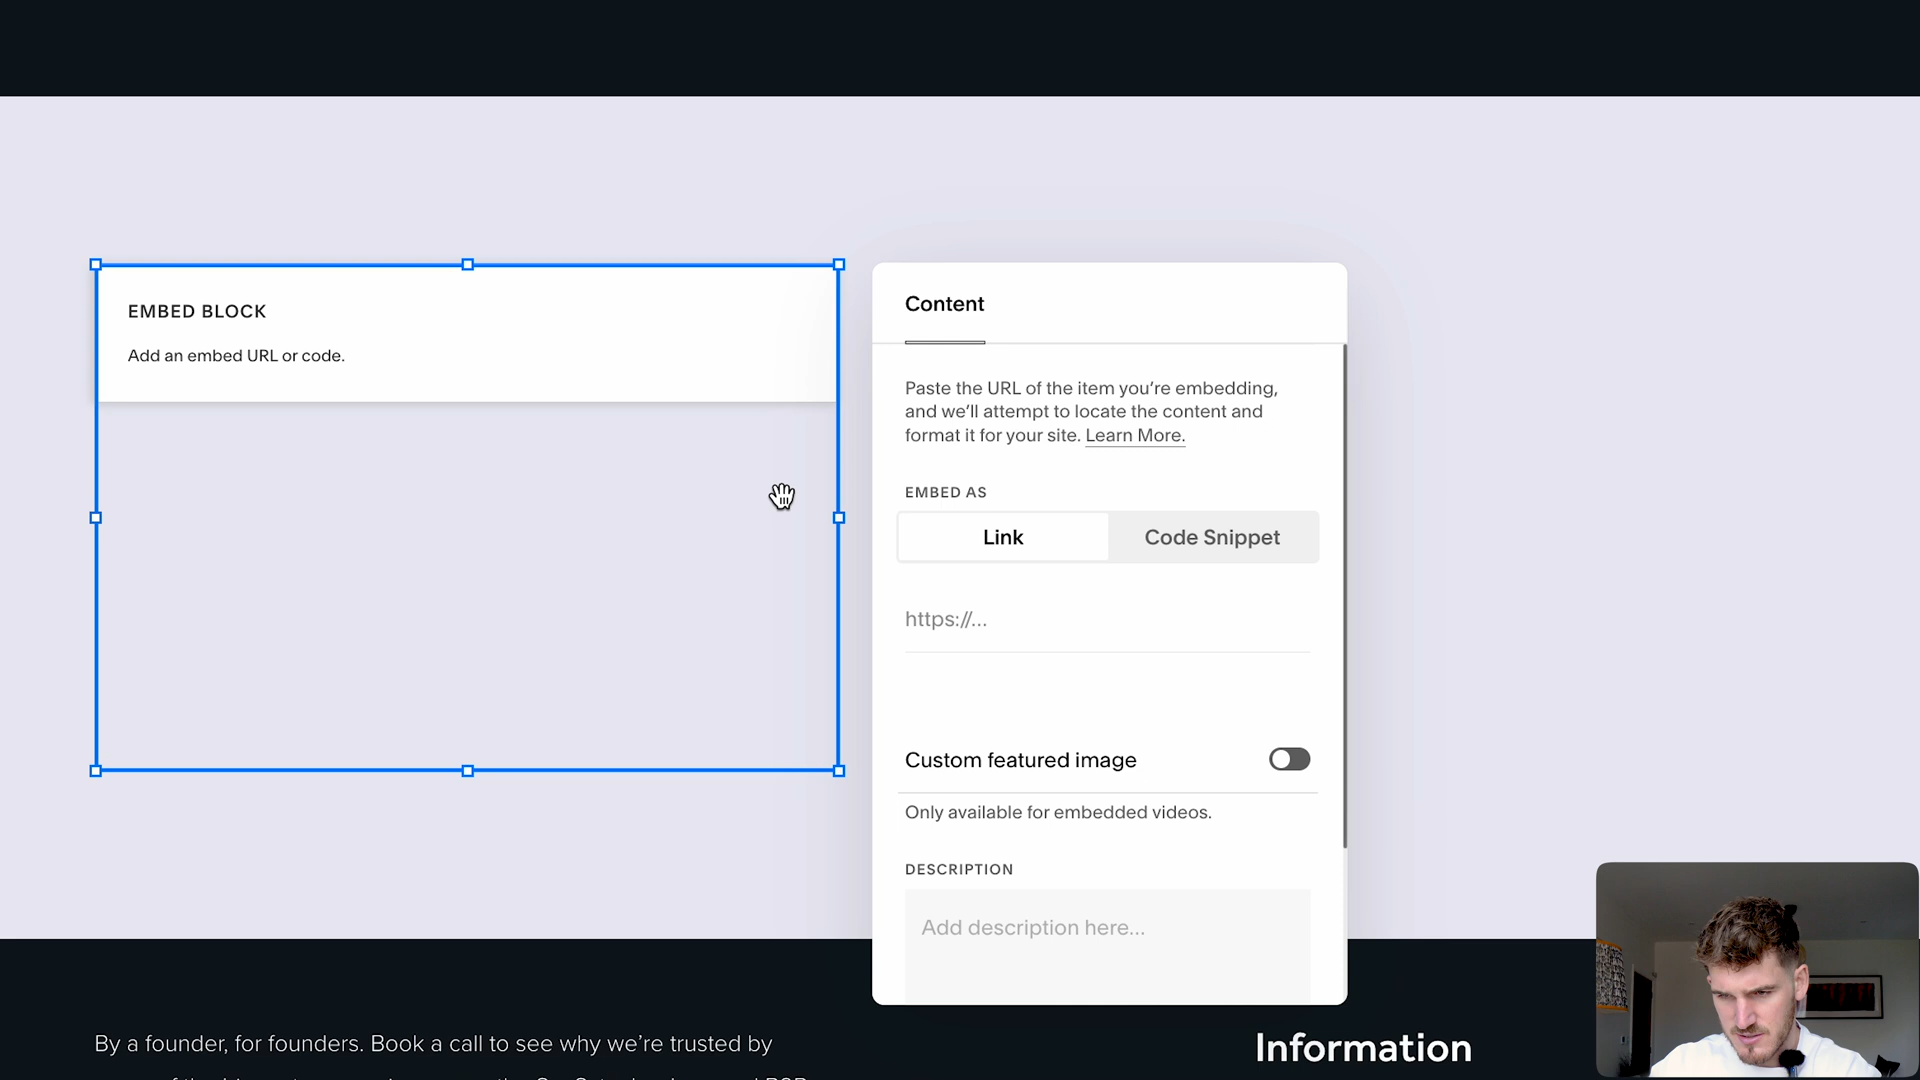 EMBED BLOCK
Add an embed URL or code.
Content
Paste the URL of the item you’re embedding,
and we’ll attempt to locate the content and
format it for your site. Learn More.
EMBED AS
Link
Code Snippet
https://...
Custom featured image
Only available for embedded videos.
DESCRIPTION
Add description here...
By a founder, for founders. Book a call to see why we’re trusted by
Information